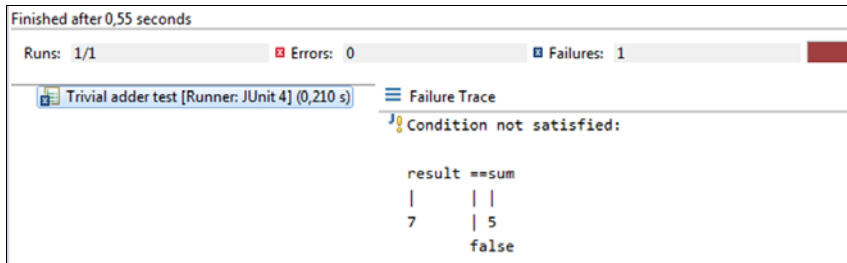 Finished after 0,55 seconds
Runs: 1/1 Errors: 0 Failures: 1
Trivial adder test [Runner: JUnit 4] (0,210 s)
Failure Trace
Condition not satisfied:
result ==sum
|      | |
7      | 5
       false